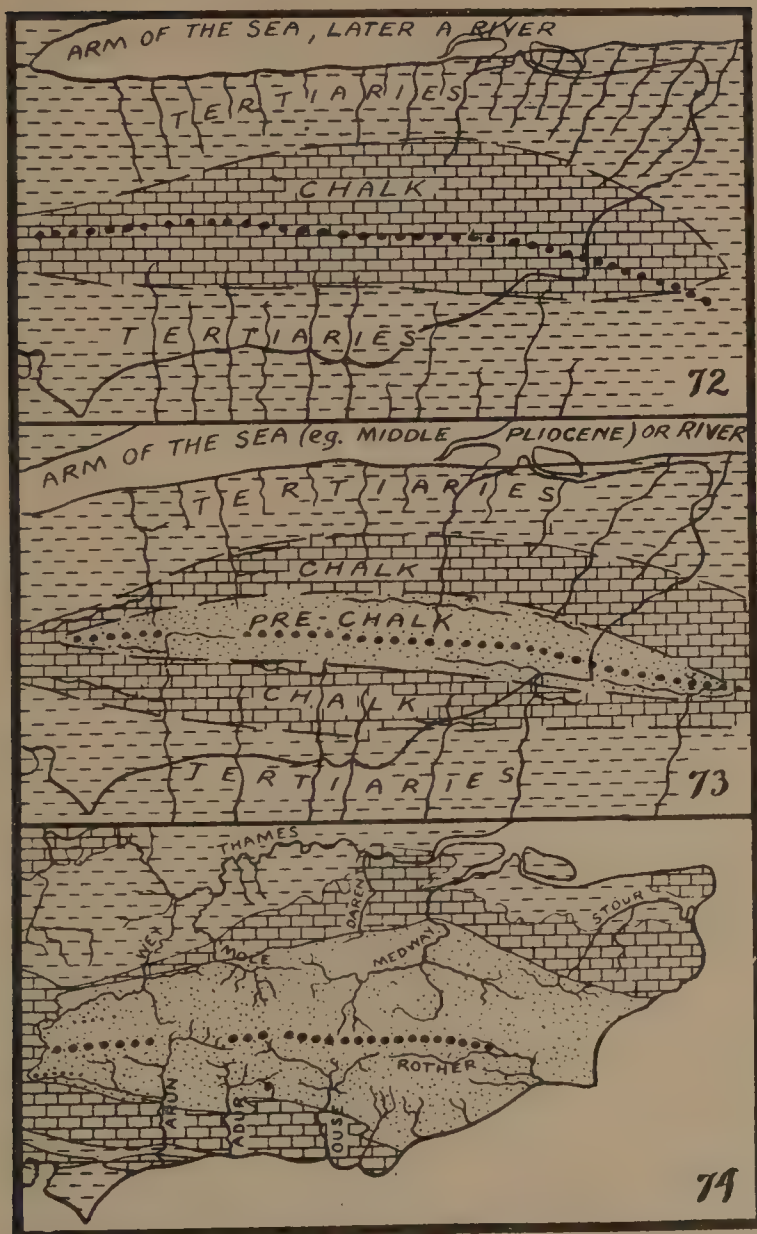 ARM OF THE SEA, LATER A RIVER
TERTIARIES
CHALK
TERTIARIES
72
ARM OF THE SEA (eg. MIDDLE PLIOCENE) OR RIVER
TERTIARIES
CHALK
PRE-CHALK
CHALK
TERTIARIES
73
THAMES
DARENT
STOUR
WEY
MOLE
MEDWAY
ROTHER
ARUN
ADUR
OUSE
74